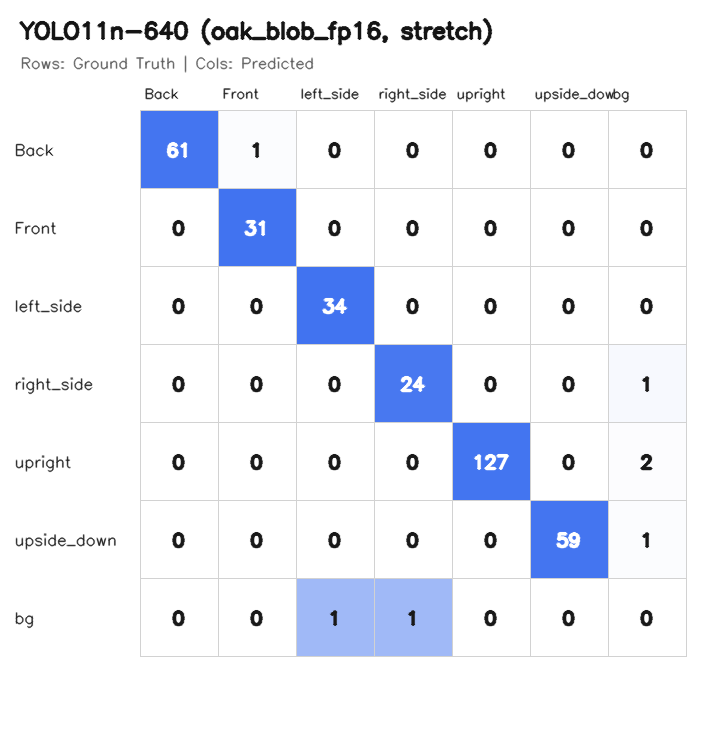 YOLO11n-640 (oak_blob_fp16, stretch)
Rows: Ground Truth | Cols: Predicted
Back Front left_side right_side upright upside_dowbg
Back 61 1 0 0 0 0 0
Front 0 31 0 0 0 0 0
left_side 0 0 34 0 0 0 0
right_side 0 0 0 24 0 0 1
upright 0 0 0 0 127 0 2
upside_down 0 0 0 0 0 59 1
bg 0 0 1 1 0 0 0